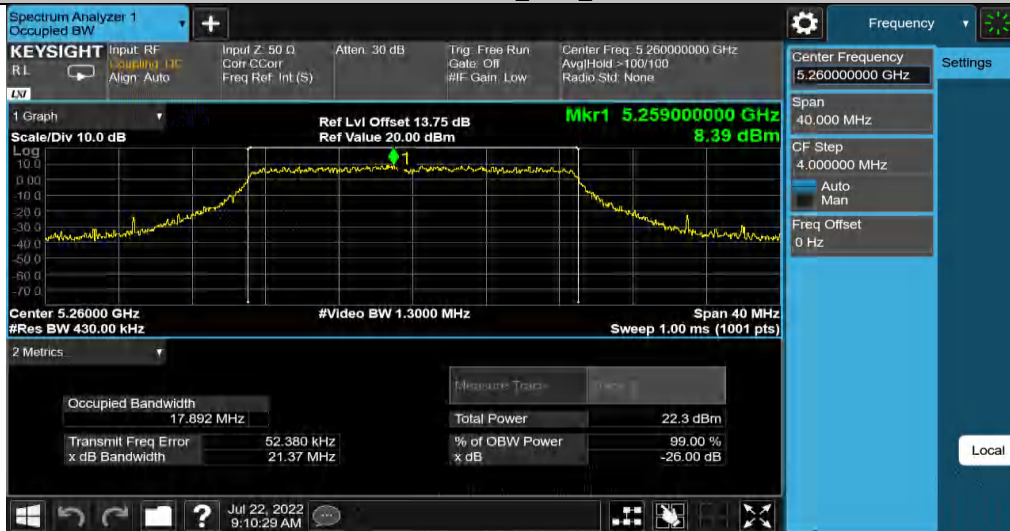 Spectrum Analyzer 1
Occupied BW
Frequency
KEYSIGHT
RL
LXI
Input: RF
Coupling: DC
Align: Auto
Input Z: 50 Ω
Corr CCorr
Freq Ref: Int (S)
Atten: 30 dB
Trig: Free Run
Gate: Off
#IF Gain: Low
Center Freq: 5.260000000 GHz
Avg|Hold >100/100
Radio Std: None
Center Frequency
5.260000000 GHz
Settings
Span
40.000 MHz
CF Step
4.000000 MHz
Auto
Man
Freq Offset
0 Hz
Local
1 Graph
Scale/Div 10.0 dB
Ref Lvl Offset 13.75 dB
Ref Value 20.00 dBm
Mkr1 5.259000000 GHz
8.39 dBm
Log
1
10.0
0.00
-10.0
-20.0
-30.0
-40.0
-50.0
-60.0
-70.0
Center 5.26000 GHz
#Res BW 430.00 kHz
#Video BW 1.3000 MHz
Span 40 MHz
Sweep 1.00 ms (1001 pts)
2 Metrics
Measure Trace
Occupied Bandwidth
17.892 MHz
Total Power 22.3 dBm
Transmit Freq Error 52.380 kHz
% of OBW Power 99.00 %
x dB Bandwidth 21.37 MHz
x dB -26.00 dB
?
Jul 22, 2022
9:10:29 AM